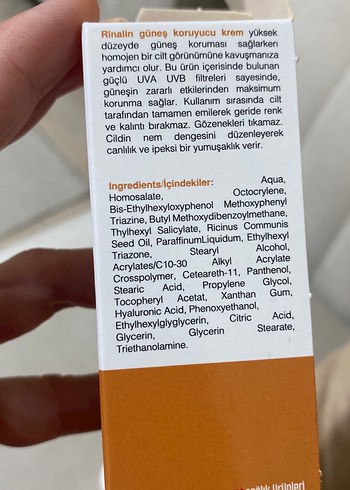 Rinalin güneş koruyucu krem yüksek
düzeyde güneş koruması sağlarken
homojen bir cilt görünümüne kavuşmanıza
yardımcı olur. Bu ürün içerisinde bulunan
güçlü UVA UVB filtreleri sayesinde,
güneşin zararlı etkilerinden maksimum
korunma sağlar. Kullanım sırasında cilt
tarafından tamamen emilerek geride renk
ve kalıntı bırakmaz. Gözenekleri tıkamaz.
Cildin nem dengesini düzenleyerek
canlılık ve ipeksi bir yumuşaklık verir.
Ingredients/İçindekiler: Aqua,
Homosalate, Octocrylene,
Bis-Ethylhexyloxyphenol Methoxyphenyl
Triazine, Butyl Methoxydibenzoylmethane,
Thylhexyl Salicylate, Ricinus Communis
Seed Oil, ParaffinumLiquidum, Ethylhexyl
Triazone, Stearyl Alcohol,
Acrylates/C10-30 Alkyl Acrylate
Crosspolymer, Ceteareth-11, Panthenol,
Stearic Acid, Propylene Glycol,
Tocopheryl Acetat, Xanthan Gum,
Hyaluronic Acid, Phenoxyethanol,
Ethylhexylglyglycerin, Citric Acid,
Glycerin, Glycerin Stearate,
Triethanolamine.
sağlık ürünleri